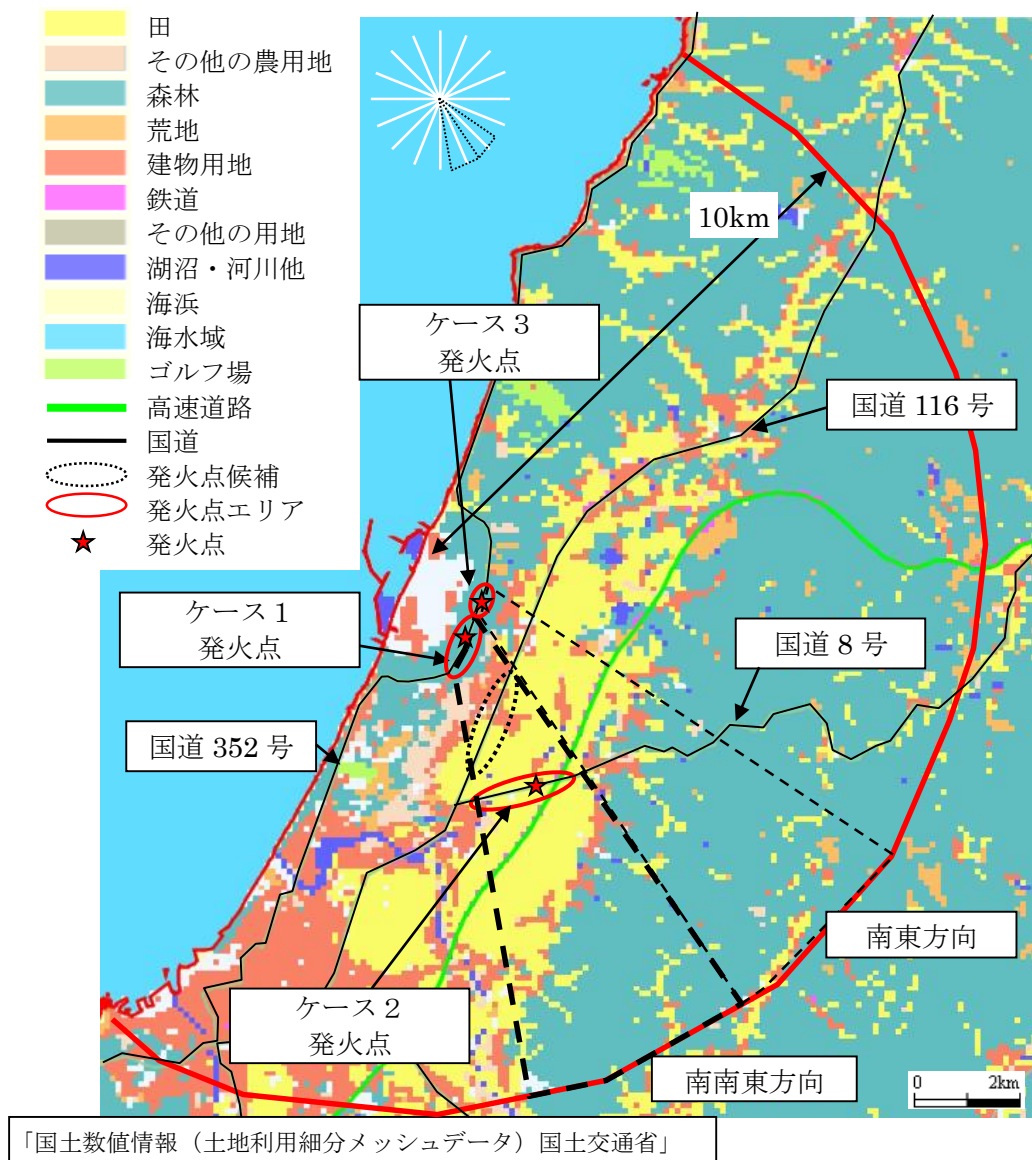 田
その他の農用地
森林
荒地
建物用地
鉄道
その他の用地
湖沼・河川他
海浜
海水域
ゴルフ場
高速道路
国道
発火点候補
発火点エリア
発火点
10km
ケース３
発火点
国道 116 号
ケース１
発火点
国道 8 号
国道 352 号
南東方向
ケース２
発火点
南南東方向
0 2km
「国土数値情報（土地利用細分メッシュデータ）国土交通省」